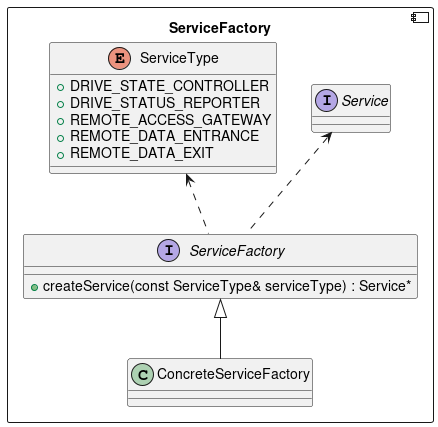 ServiceFactory
E ServiceType
DRIVE_STATE_CONTROLLER
DRIVE_STATUS_REPORTER
REMOTE_ACCESS_GATEWAY
REMOTE_DATA_ENTRANCE
REMOTE_DATA_EXIT
I Service
I ServiceFactory
createService(const ServiceType& serviceType) : Service*
C ConcreteServiceFactory